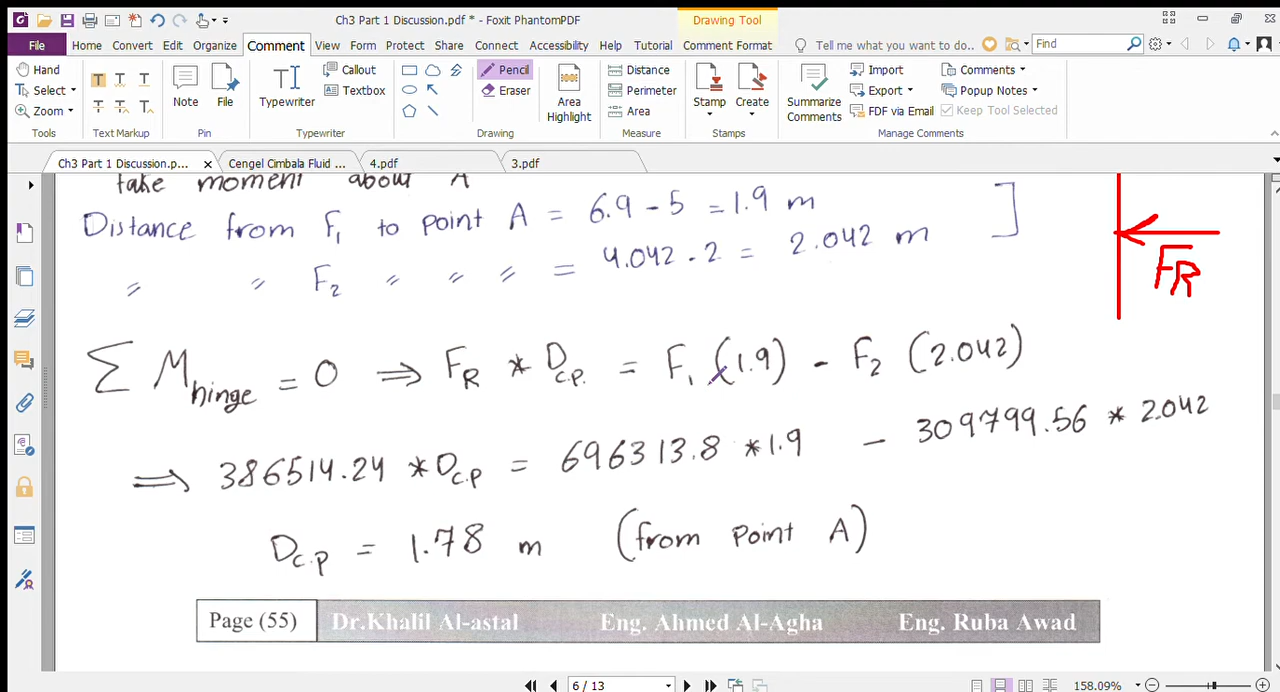 Ch3 Part 1 Discussion.pdf * - Foxit PhantomPDF
Drawing Tool
File Home Convert Edit Organize Comment View Form Protect Share Connect Accessibility Help Tutorial Comment Format Tell me what you want to do.. Find
Hand
Select
Zoom
Tools
Text Markup
Note
File
Pin
Typewriter
Callout
Textbox
Typewriter
Pencil
Eraser
Drawing
Area Highlight
Distance
Perimeter
Area
Measure
Stamp
Create
Stamps
Summarize Comments
Import
Export
FDF via Email
Comments
Popup Notes
Keep Tool Selected
Manage Comments
Ch3 Part 1 Discussion.p... × Cengel Cimbala Fluid ... 4.pdf 3.pdf
take moment about A
Distance from F₁ to point A = 6.9 - 5 = 1.9 m ]
〃 〃 F₂ 〃 〃 〃 = 4.042 - 2 = 2.042 m
FR
∑ M hinge = 0 ⇒ FR * Dc.p. = F₁ (1.9) - F₂ (2.042)
⇒ 386514.24 * Dc.p = 696313.8 * 1.9 - 309799.56 * 2.042
Dc.p = 1.78 m (from point A)
Page (55) Dr.Khalil Al-astal Eng. Ahmed Al-Agha Eng. Ruba Awad
6 / 13 158.09%